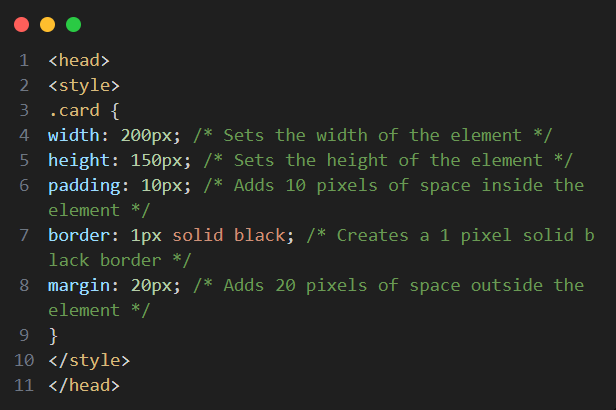 1 <head>
2 <style>
3 .card {
4 width: 200px; /* Sets the width of the element */
5 height: 150px; /* Sets the height of the element */
6 padding: 10px; /* Adds 10 pixels of space inside the
element */
7 border: 1px solid black; /* Creates a 1 pixel solid b
lack border */
8 margin: 20px; /* Adds 20 pixels of space outside the
element */
9 }
10 </style>
11 </head>